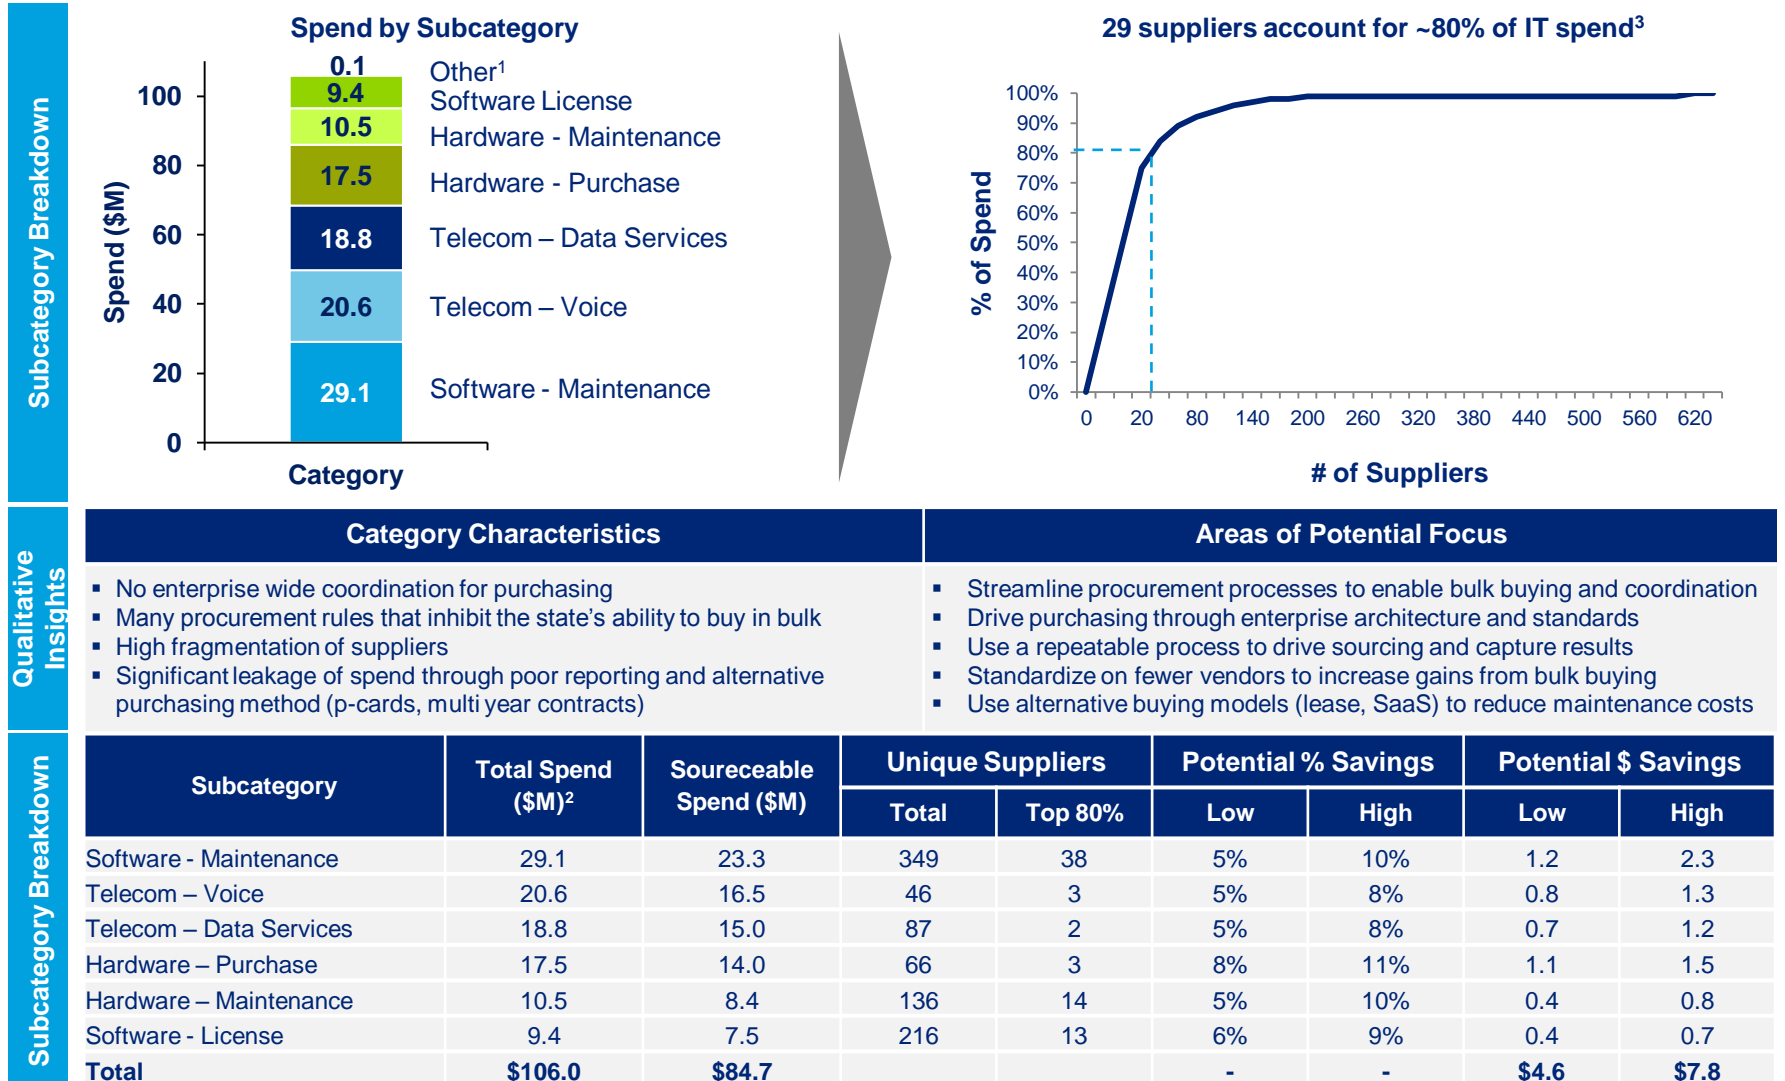 Subcategory Breakdown
Spend by Subcategory
Spend ($M)
100
80
60
40
20
0
0.1
9.4
10.5
17.5
18.8
20.6
29.1
Other1
Software License
Hardware - Maintenance
Hardware - Purchase
Telecom – Data Services
Telecom – Voice
Software - Maintenance
Category
29 suppliers account for ~80% of IT spend3
% of Spend
100%
90%
80%
70%
60%
50%
40%
30%
20%
10%
0%
0 20 80 140 200 260 320 380 440 500 560 620
# of Suppliers
Qualitative
Insights
Category Characteristics
▪ No enterprise wide coordination for purchasing
▪ Many procurement rules that inhibit the state's ability to buy in bulk
▪ High fragmentation of suppliers
▪ Significant leakage of spend through poor reporting and alternative
purchasing method (p-cards, multi year contracts)
Areas of Potential Focus
▪ Streamline procurement processes to enable bulk buying and coordination
▪ Drive purchasing through enterprise architecture and standards
▪ Use a repeatable process to drive sourcing and capture results
▪ Standardize on fewer vendors to increase gains from bulk buying
▪ Use alternative buying models (lease, SaaS) to reduce maintenance costs
Subcategory Breakdown
Subcategory
Total Spend
($M)2
Soureceable
Spend ($M)
Unique Suppliers
Potential % Savings
Potential $ Savings
Total Top 80% Low High Low High
Software - Maintenance 29.1 23.3 349 38 5% 10% 1.2 2.3
Telecom – Voice 20.6 16.5 46 3 5% 8% 0.8 1.3
Telecom – Data Services 18.8 15.0 87 2 5% 8% 0.7 1.2
Hardware – Purchase 17.5 14.0 66 3 8% 11% 1.1 1.5
Hardware – Maintenance 10.5 8.4 136 14 5% 10% 0.4 0.8
Software - License 9.4 7.5 216 13 6% 9% 0.4 0.7
Total $106.0 $84.7 - - $4.6 $7.8